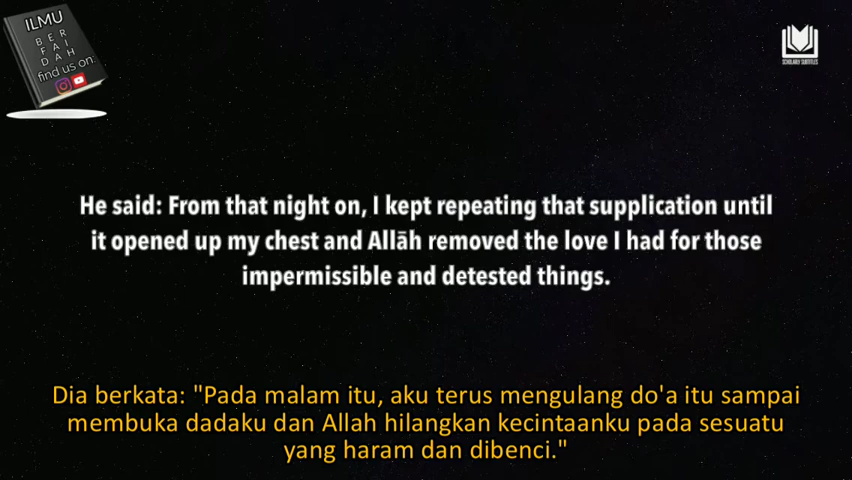 ILMU
BER
FAI
DAH
find us on:
SCHOLARLY SUBTITLES
He said: From that night on, I kept repeating that supplication until
it opened up my chest and Allāh removed the love I had for those
impermissible and detested things.
Dia berkata: "Pada malam itu, aku terus mengulang do'a itu sampai
membuka dadaku dan Allah hilangkan kecintaanku pada sesuatu
yang haram dan dibenci."